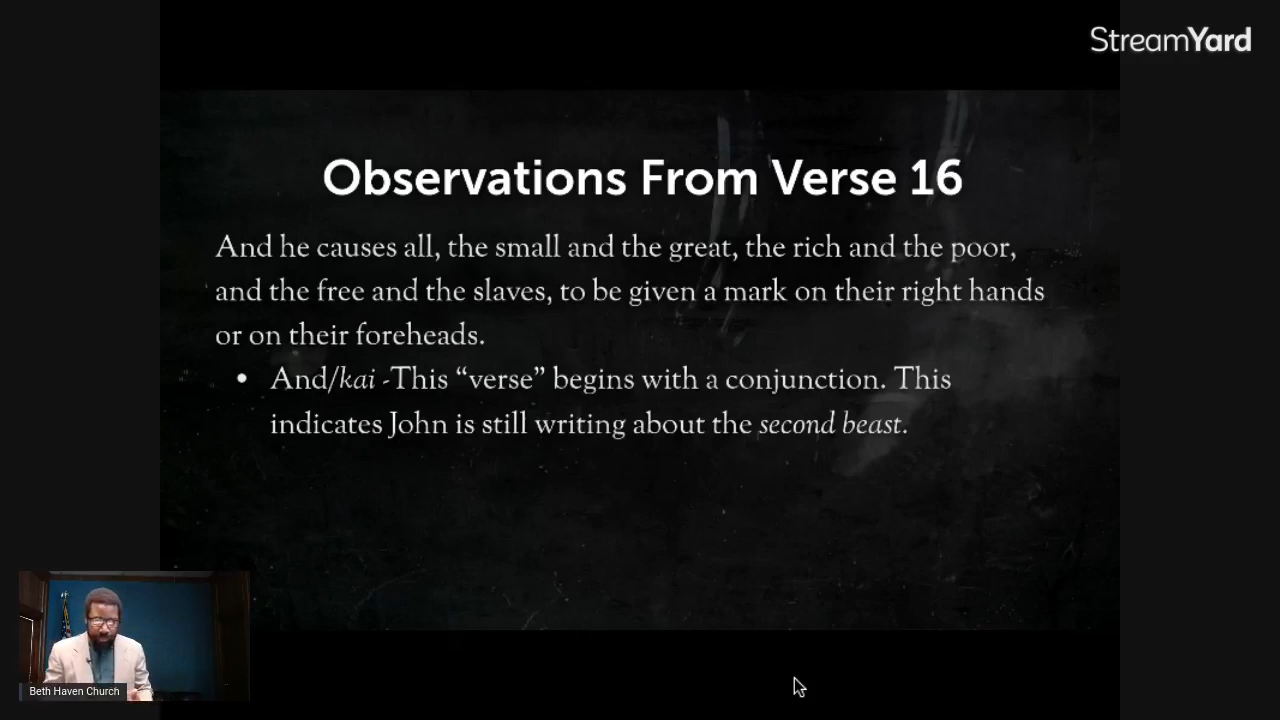 StreamYard
Observations From Verse 16
And he causes all, the small and the great, the rich and the poor,
and the free and the slaves, to be given a mark on their right hands
or on their foreheads.
• And/kai -This “verse” begins with a conjunction. This
indicates John is still writing about the second beast.
Beth Haven Church